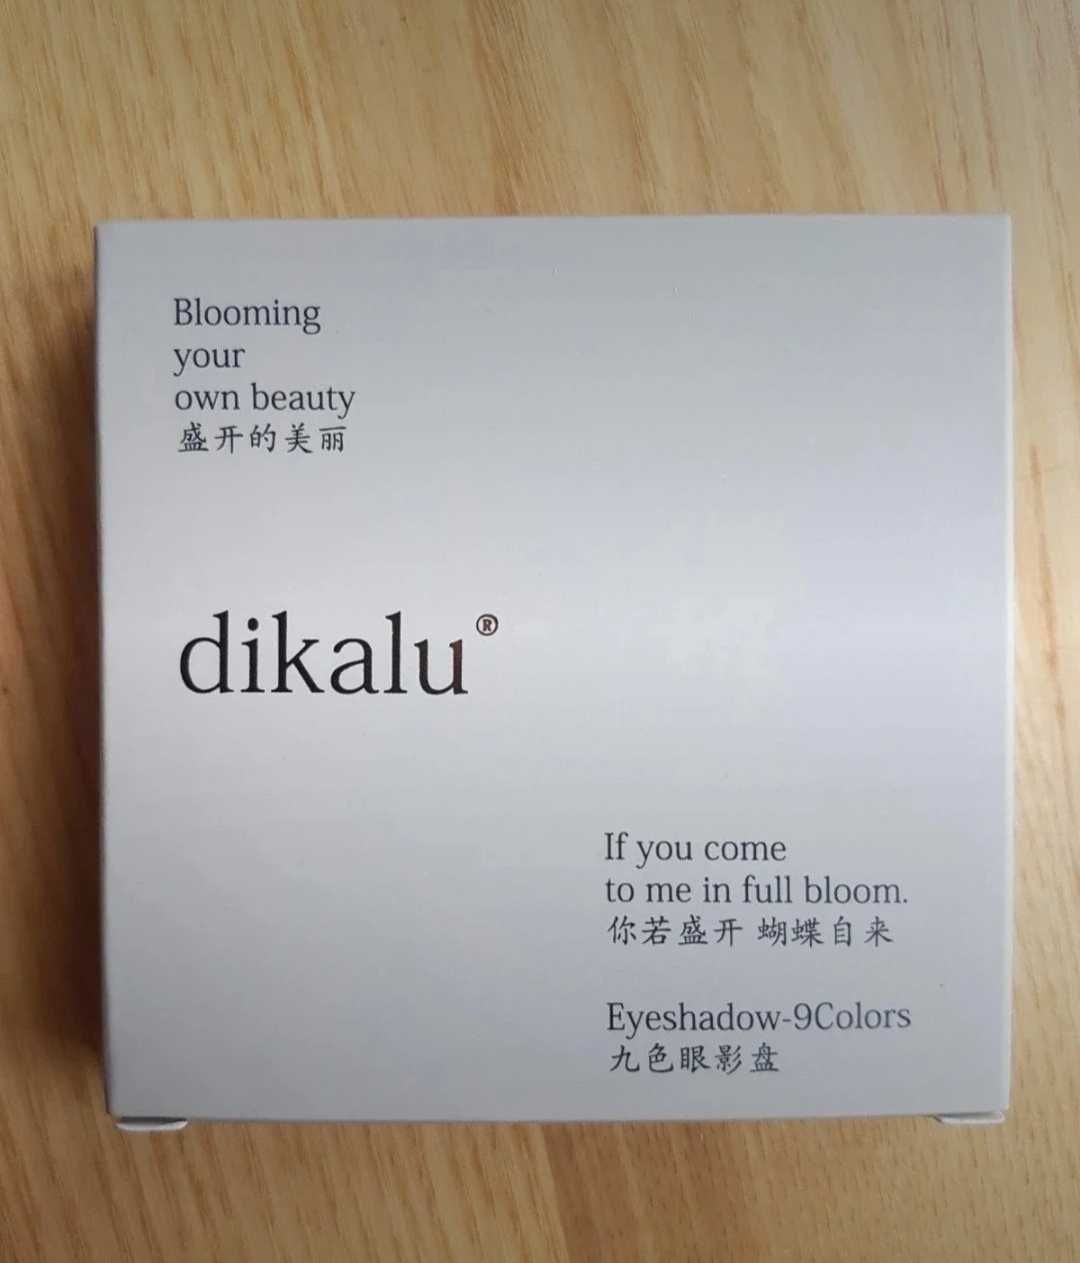 Blooming
your
own beauty
盛开的美丽
dikalu®
If you come
to me in full bloom.
你若盛开 蝴蝶自来
Eyeshadow-9Colors
九色眼影盘